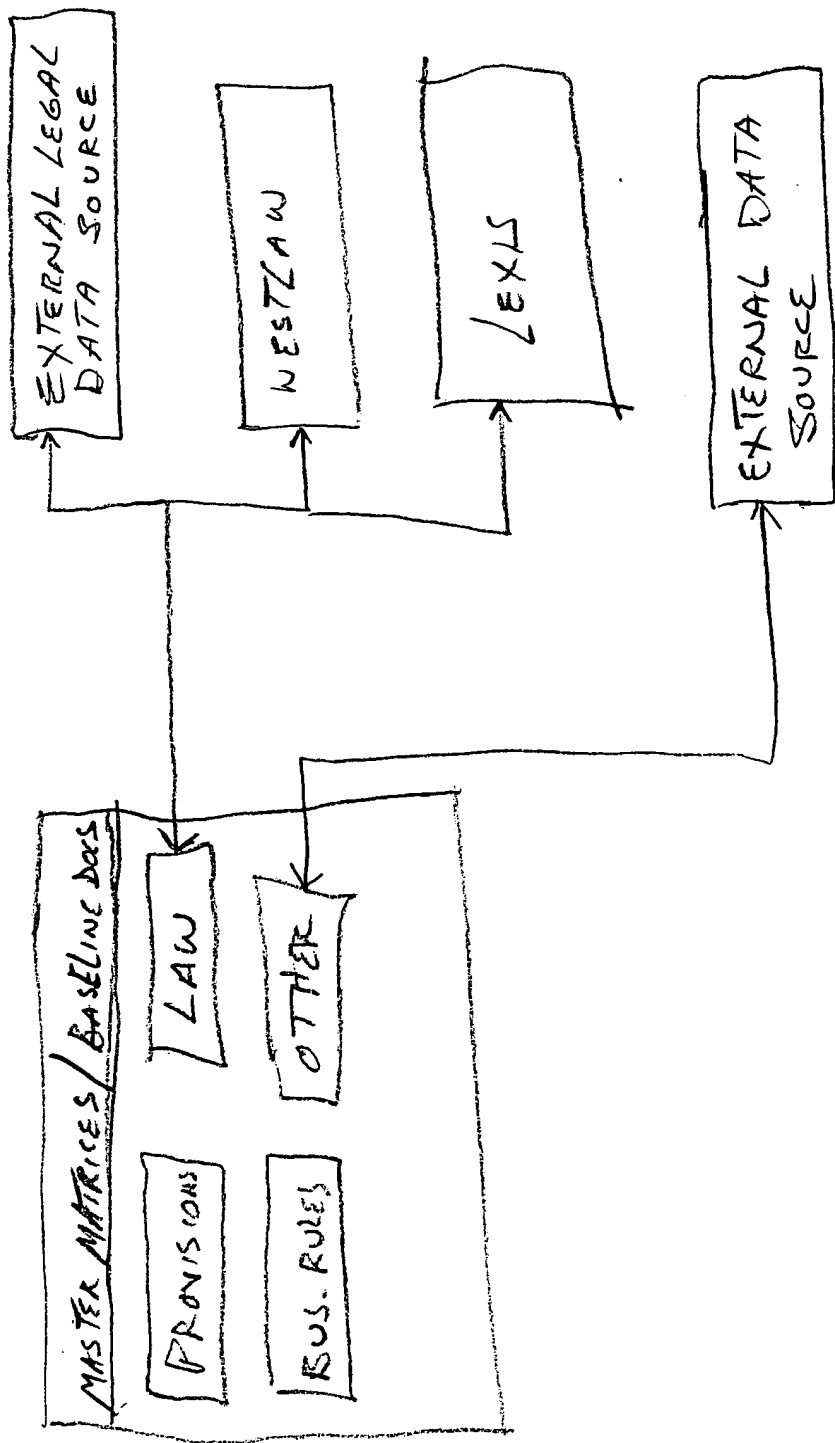 MASTER MATRICES/BASELINE DOCS
PROVISIONS
LAW
BUS. RULES
OTHER
EXTERNAL LEGAL
DATA SOURCE
WESTLAW
LEXIS
EXTERNAL DATA
SOURCE